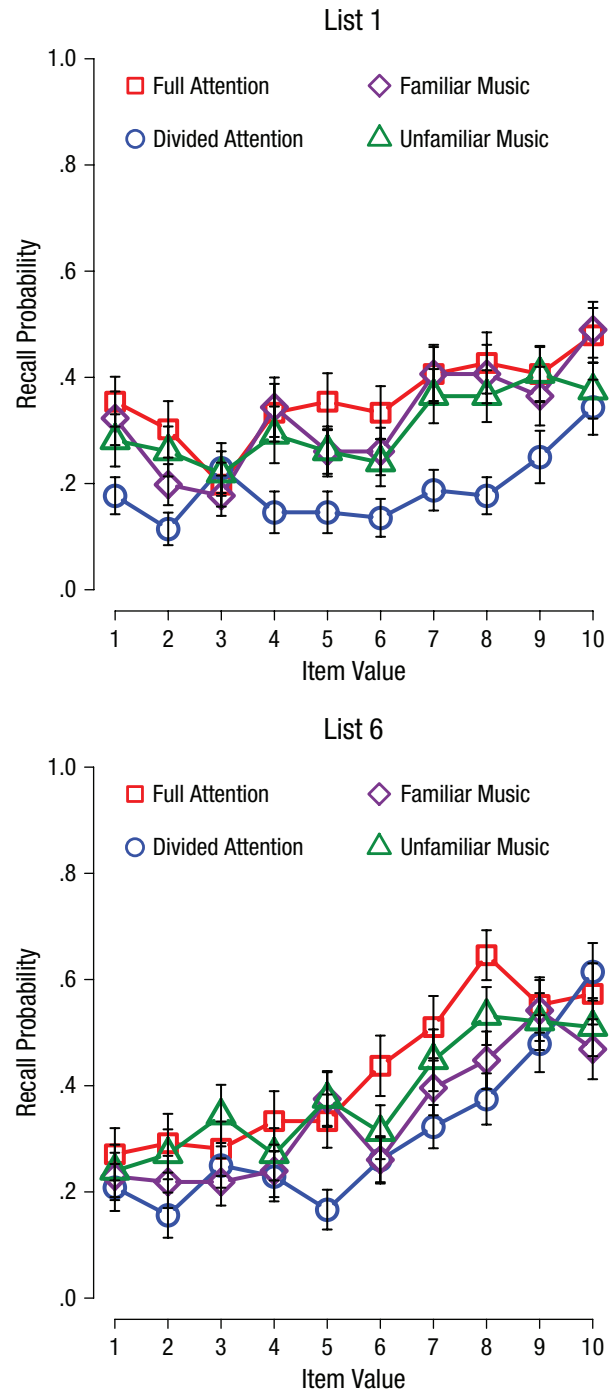 List 1
1.0
Full Attention
Familiar Music
Divided Attention
Unfamiliar Music
.8
.6
.4
.2
.0
Recall Probability
1 2 3 4 5 6 7 8 9 10
Item Value
List 6
1.0
Full Attention
Familiar Music
Divided Attention
Unfamiliar Music
.8
.6
.4
.2
.0
Recall Probability
1 2 3 4 5 6 7 8 9 10
Item Value